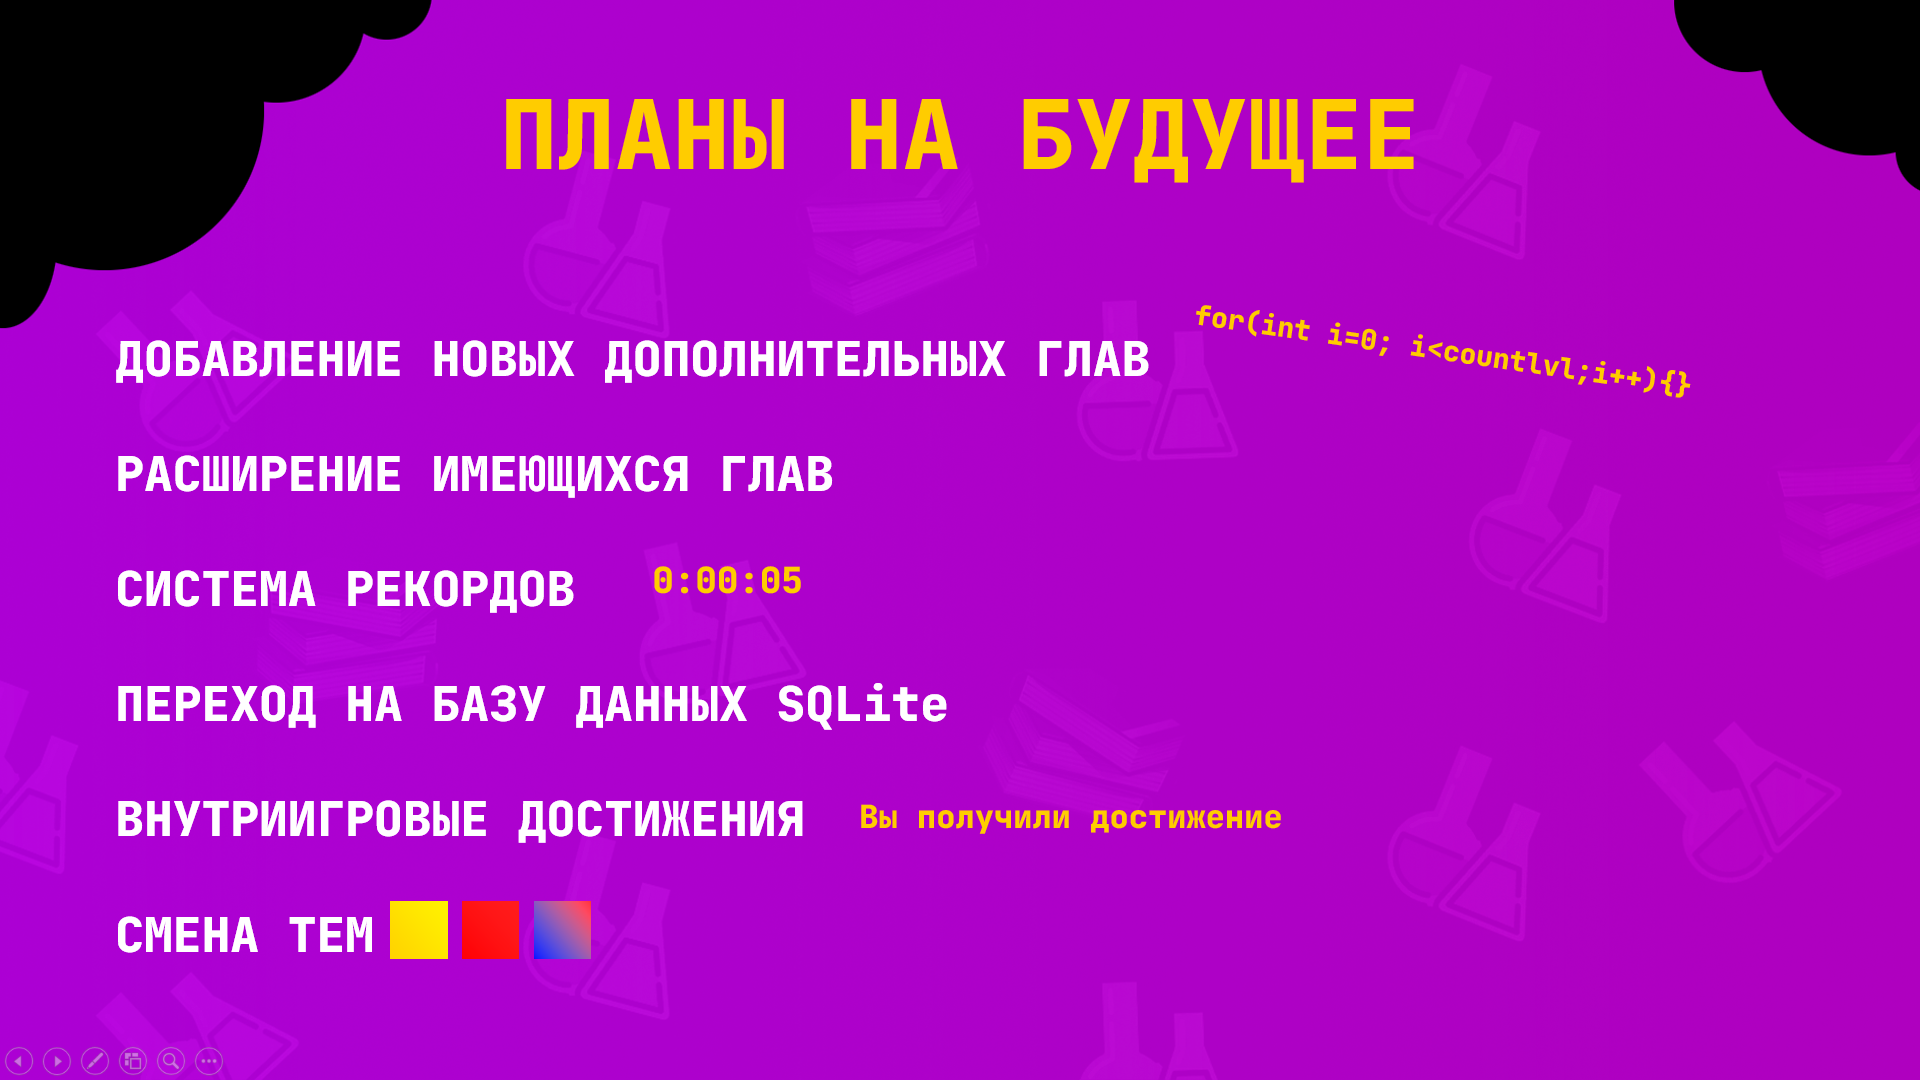 ПЛАНЫ НА БУДУЩЕЕ
ДОБАВЛЕНИЕ НОВЫХ ДОПОЛНИТЕЛЬНЫХ ГЛАВ
for(int i=0; i<countlvl;i++){}
РАСШИРЕНИЕ ИМЕЮЩИХСЯ ГЛАВ
СИСТЕМА РЕКОРДОВ
0:00:05
ПЕРЕХОД НА БАЗУ ДАННЫХ SQLite
ВНУТРИИГРОВЫЕ ДОСТИЖЕНИЯ
Вы получили достижение
СМЕНА ТЕМ